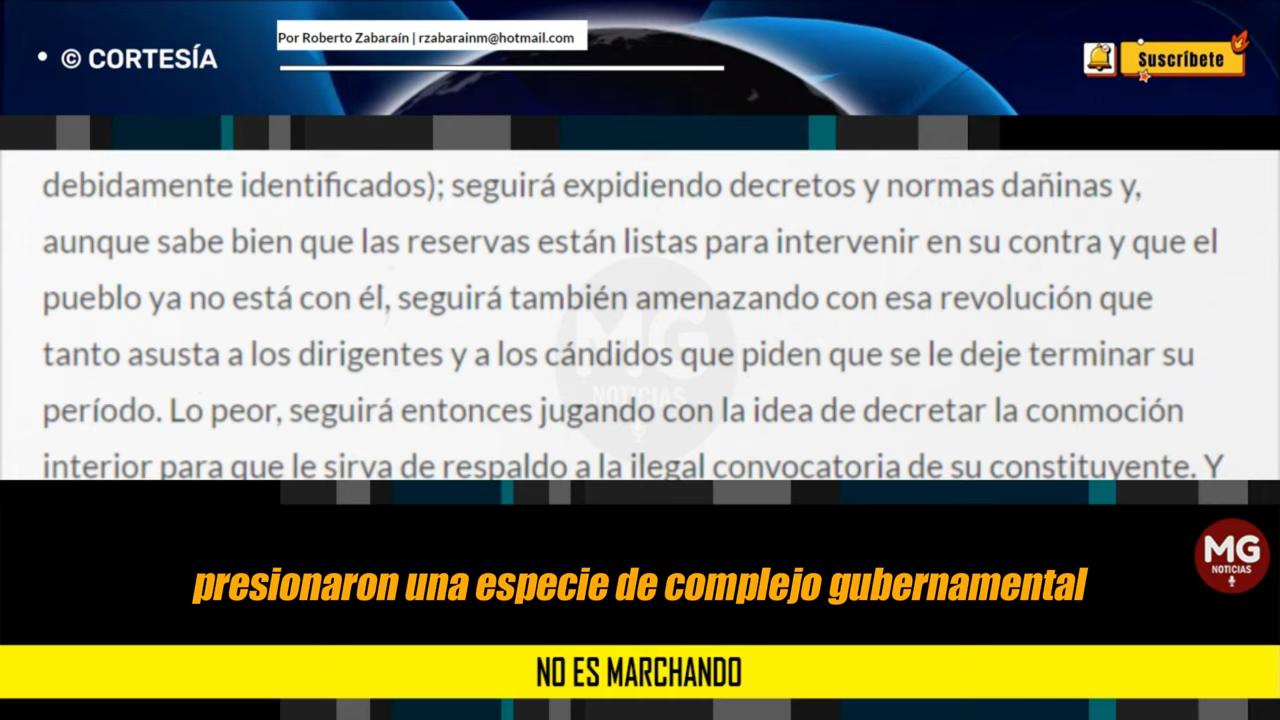 Por Roberto Zabaraín | rzabarainm@hotmail.com
• © CORTESÍA
Suscríbete
debidamente identificados); seguirá expidiendo decretos y normas dañinas y,
aunque sabe bien que las reservas están listas para intervenir en su contra y que el
pueblo ya no está con él, seguirá también amenazando con esa revolución que
tanto asusta a los dirigentes y a los cándidos que piden que se le deje terminar su
período. Lo peor, seguirá entonces jugando con la idea de decretar la conmoción
interior para que le sirva de respaldo a la ilegal convocatoria de su constituyente. Y
MG
NOTICIAS
presionaron una especie de complejo gubernamental
MG
NOTICIAS
NO ES MARCHANDO